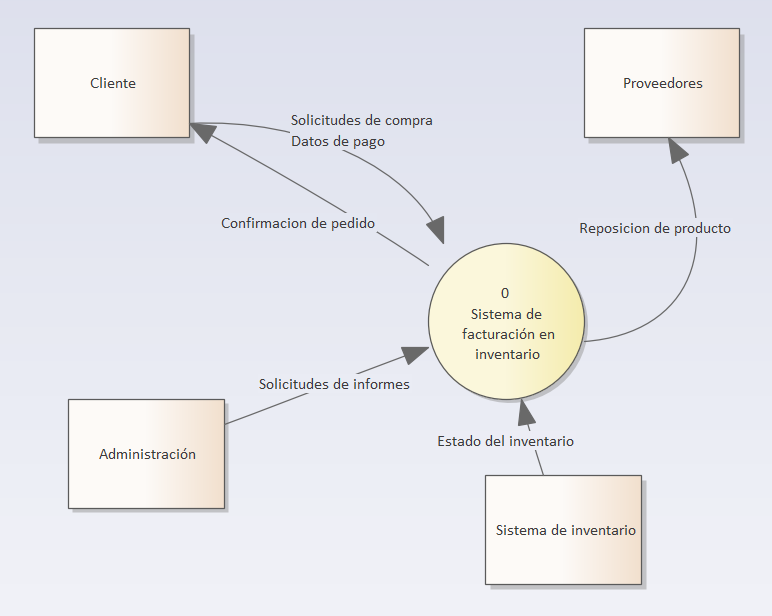 Cliente
Proveedores
Solicitudes de compra
Datos de pago
Confirmacion de pedido
Reposicion de producto
0
Sistema de
facturación en
inventario
Solicitudes de informes
Administración
Estado del inventario
Sistema de inventario